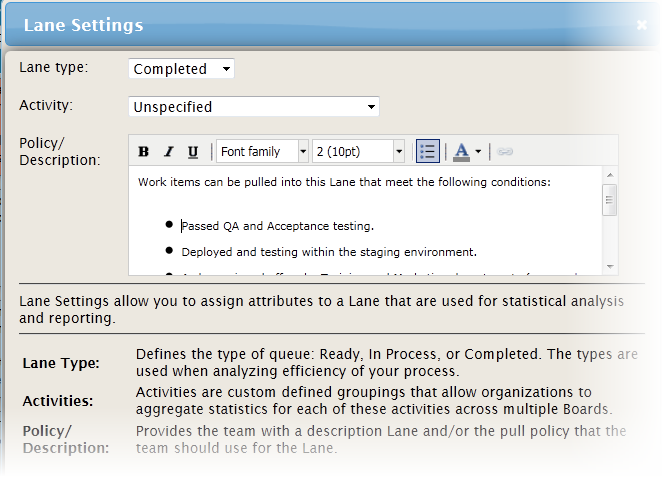 Lane Settings
Lane type:
Completed
Activity:
Unspecified
Policy/
Description:
B I U Font family 2 (10pt) A
Work items can be pulled into this Lane that meet the following conditions:
Passed QA and Acceptance testing.
Deployed and testing within the staging environment.
Lane Settings allow you to assign attributes to a Lane that are used for statistical analysis
and reporting.
Lane Type:
Defines the type of queue: Ready, In Process, or Completed. The types are
used when analyzing efficiency of your process.
Activities:
Activities are custom defined groupings that allow organizations to
aggregate statistics for each of these activities across multiple Boards.
Policy/
Description:
Provides the team with a description Lane and/or the pull policy that the
team should use for the Lane.